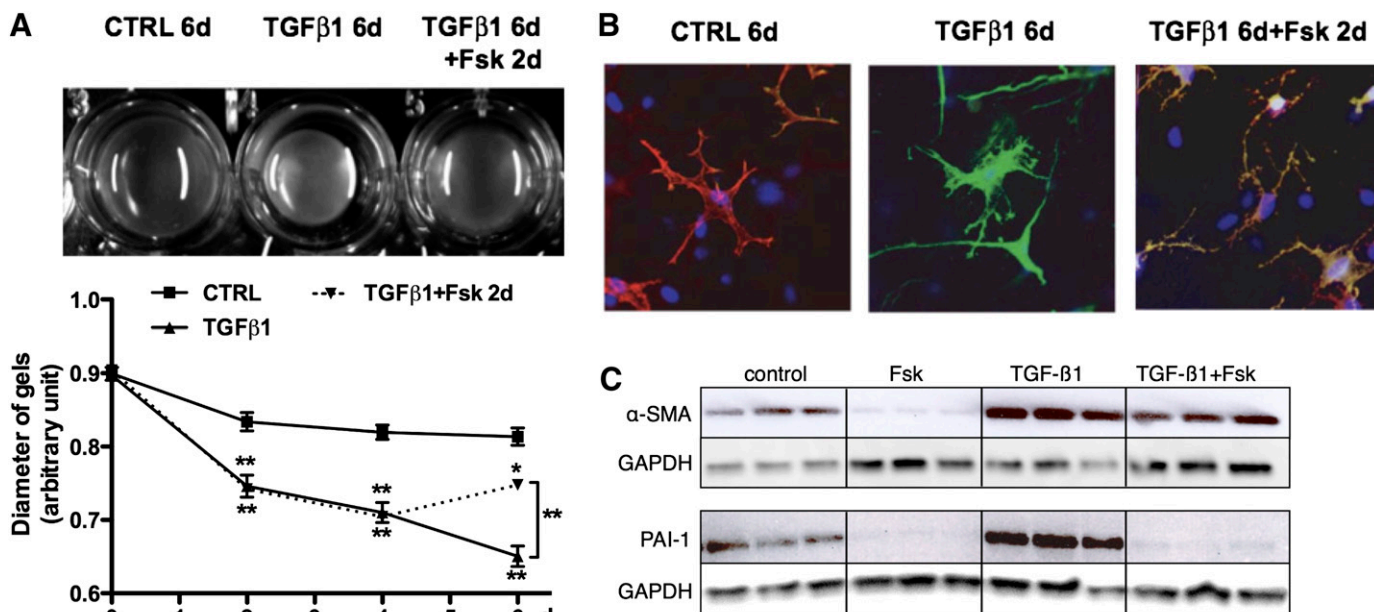 A
CTRL 6d
TGFβ1 6d
TGFβ1 6d
+Fsk 2d
CTRL
TGFβ1+Fsk 2d
TGFβ1
Diameter of gels
(arbitrary unit)
1.0
0.9
0.8
0.7
0.6
**
**
**
**
*
**
**
B
CTRL 6d
TGFβ1 6d
TGFβ1 6d+Fsk 2d
C
control
Fsk
TGF-ß1
TGF-ß1+Fsk
α-SMA
GAPDH
PAI-1
GAPDH